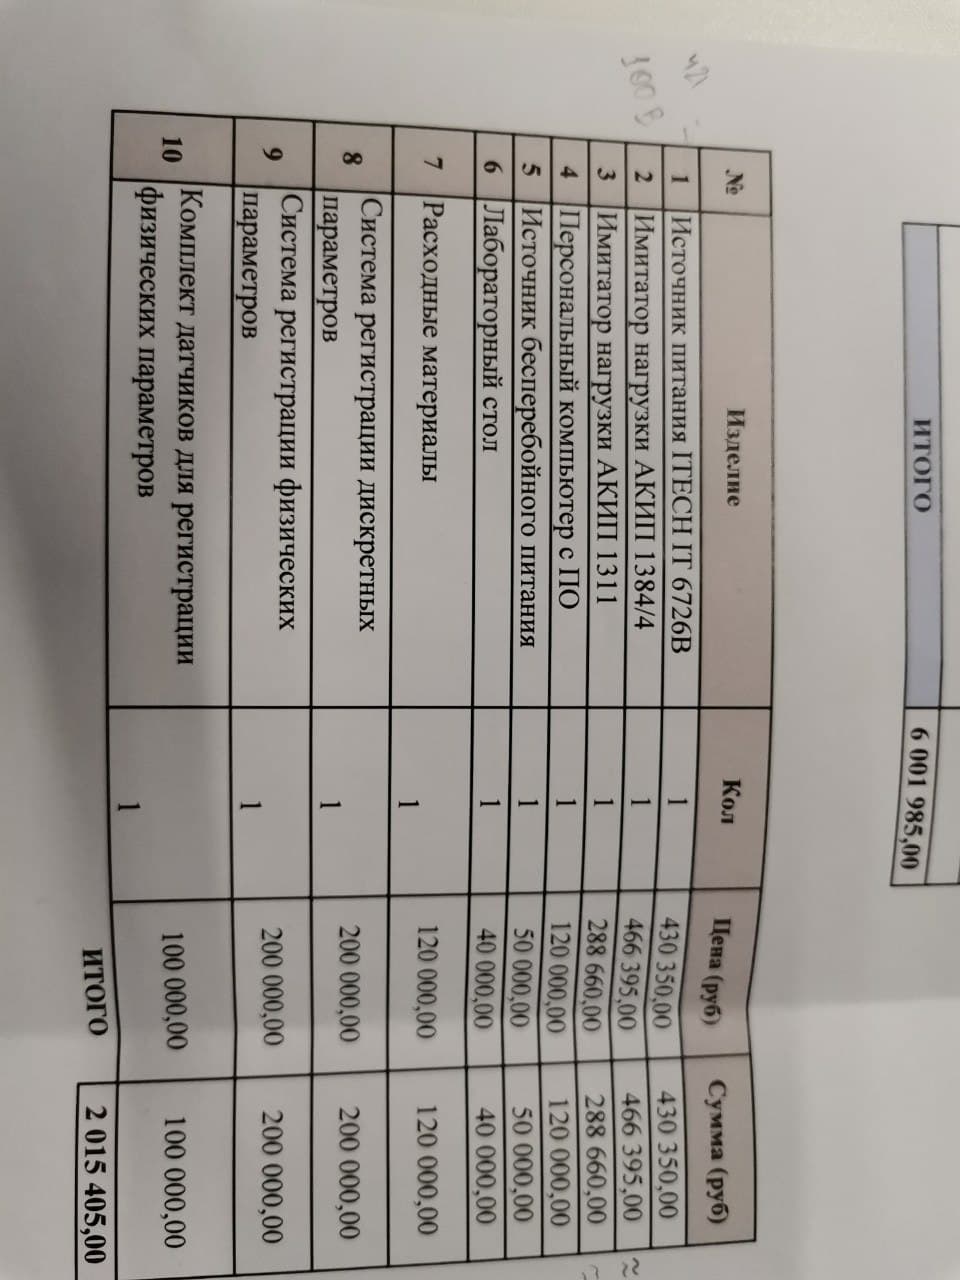 ИТОГО 6 001 985,00
№ Изделие Кол Цена (руб) Сумма (руб)
1 Источник питания ITECH IT 6726B 1 430 350,00 430 350,00
2 Имитатор нагрузки АКИП 1384/4 1 466 395,00 466 395,00 ≈
3 Имитатор нагрузки АКИП 1311 1 288 660,00 288 660,00
4 Персональный компьютер с ПО 1 120 000,00 120 000,00
5 Источник бесперебойного питания 1 50 000,00 50 000,00
6 Лабораторный стол 1 40 000,00 40 000,00
7 Расходные материалы 1 120 000,00 120 000,00
8 Система регистрации дискретных
параметров 1 200 000,00 200 000,00
9 Система регистрации физических
параметров 1 200 000,00 200 000,00
10 Комплект датчиков для регистрации
физических параметров 1 100 000,00 100 000,00
ИТОГО 2 015 405,00